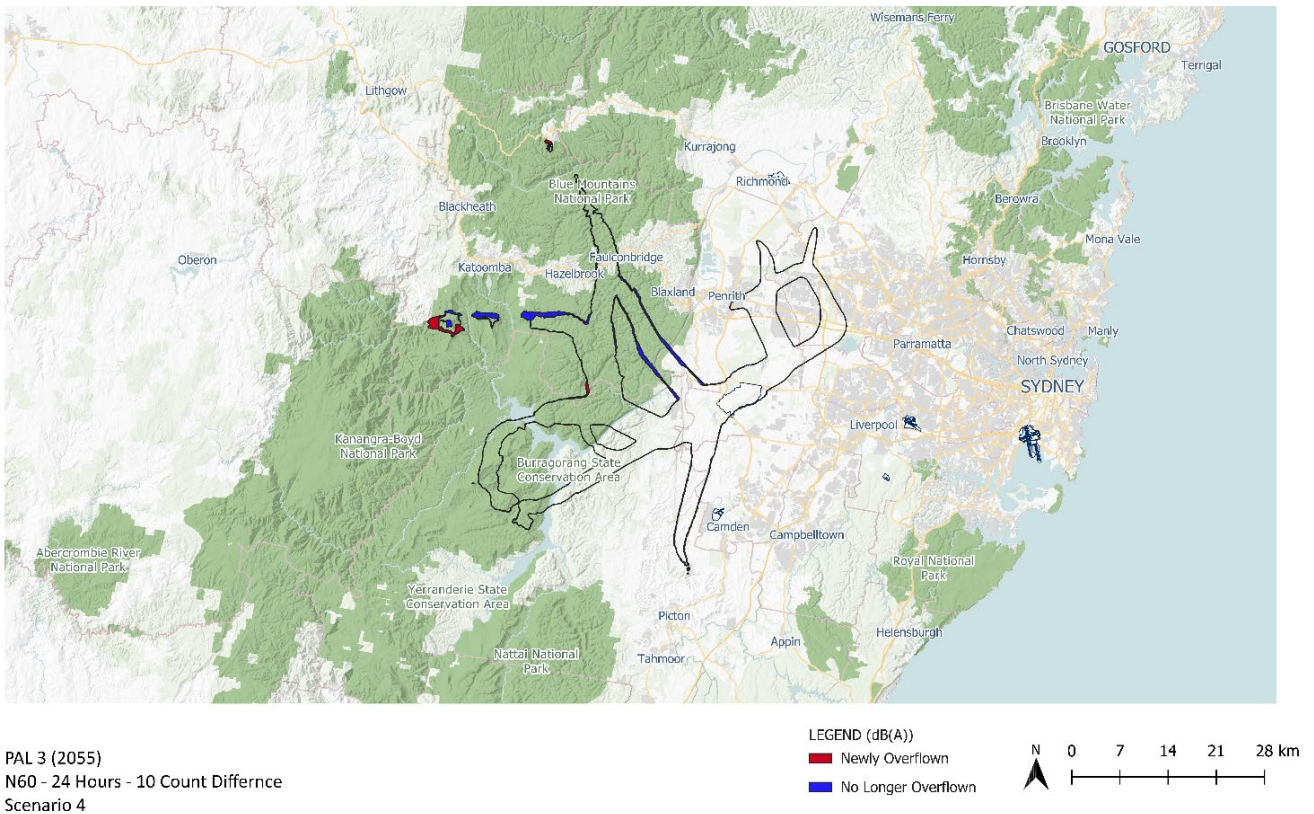 Wisemans Ferry
GOSFORD
Terrigal
Lithgow
Brisbane Water
National Park
Brooklyn
Kurrajong
Richmond
Blue Mountains
National Park
Berowra
Blackheath
Mona Vale
Oberon
Katoomba
Hazelbrook
Faulconbridge
Hornsby
Blaxland
Penrith
Chatswood
Manly
Parramatta
North Sydney
SYDNEY
Liverpool
Kanangra-Boyd
National Park
Burragorang State
Conservation Area
Camden
Campbelltown
Abercrombie River
National Park
Royal National
Park
Yerranderie State
Conservation Area
Picton
Appin
Helensburgh
Nattai National
Park
Tahmoor
PAL 3 (2055)
N60 - 24 Hours - 10 Count Differnce
Scenario 4
LEGEND (dB(A))
Newly Overflown
No Longer Overflown
N
0 7 14 21 28 km